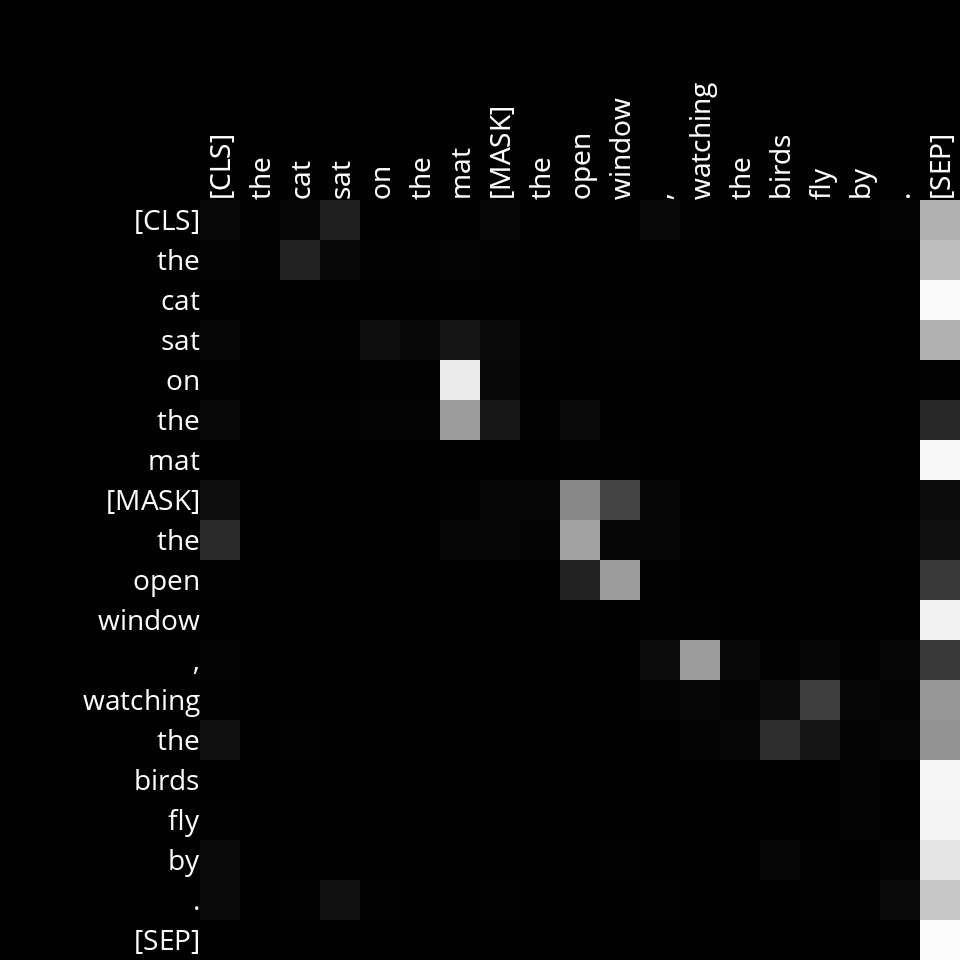 [CLS] the cat sat on the mat [MASK] the open window , watching the birds fly by . [SEP]
[CLS]
the
cat
sat
on
the
mat
[MASK]
the
open
window
,
watching
the
birds
fly
by
.
[SEP]